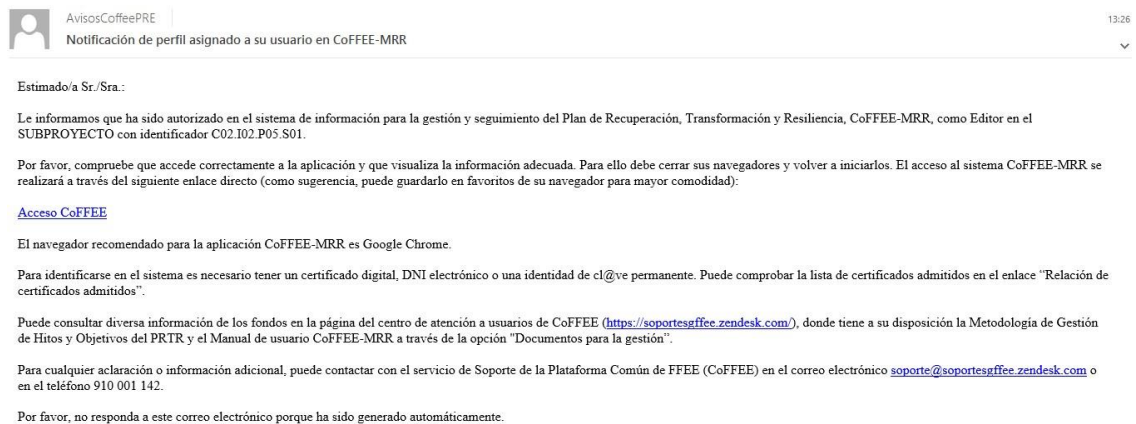 AvisosCoffeePRE
13:26
Notificación de perfil asignado a su usuario en CoFFEE-MRR
Estimado/a Sr./Sra.:
Le informamos que ha sido autorizado en el sistema de información para la gestión y seguimiento del Plan de Recuperación, Transformación y Resiliencia, CoFFEE-MRR, como Editor en el
SUBPROYECTO con identificador C02.I02.P05.S01.
Por favor, compruebe que accede correctamente a la aplicación y que visualiza la información adecuada. Para ello debe cerrar sus navegadores y volver a iniciarlos. El acceso al sistema CoFFEE-MRR se
realizará a través del siguiente enlace directo (como sugerencia, puede guardarlo en favoritos de su navegador para mayor comodidad):
Acceso CoFFEE
El navegador recomendado para la aplicación CoFFEE-MRR es Google Chrome.
Para identificarse en el sistema es necesario tener un certificado digital, DNI electrónico o una identidad de cl@ve permanente. Puede comprobar la lista de certificados admitidos en el enlace “Relación de
certificados admitidos”.
Puede consultar diversa información de los fondos en la página del centro de atención a usuarios de CoFFEE (https://soportesgffee.zendesk.com/), donde tiene a su disposición la Metodología de Gestión
de Hitos y Objetivos del PRTR y el Manual de usuario CoFFEE-MRR a través de la opción "Documentos para la gestión”.
Para cualquier aclaración o información adicional, puede contactar con el servicio de Soporte de la Plataforma Común de FFEE (CoFFEE) en el correo electrónico soporte@soportesgffee.zendesk.com o
en el teléfono 910 001 142.
Por favor, no responda a este correo electrónico porque ha sido generado automáticamente.